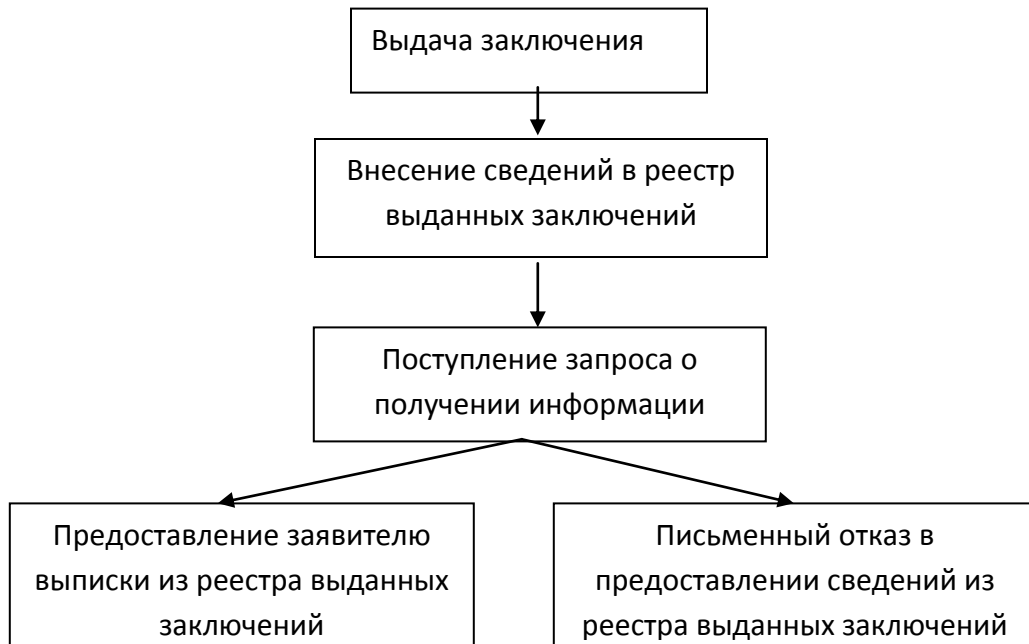 Выдача заключения
Внесение сведений в реестр
выданных заключений
Поступление запроса о
получении информации
Предоставление заявителю
выписки из реестра выданных
заключений
Письменный отказ в
предоставлении сведений из
реестра выданных заключений